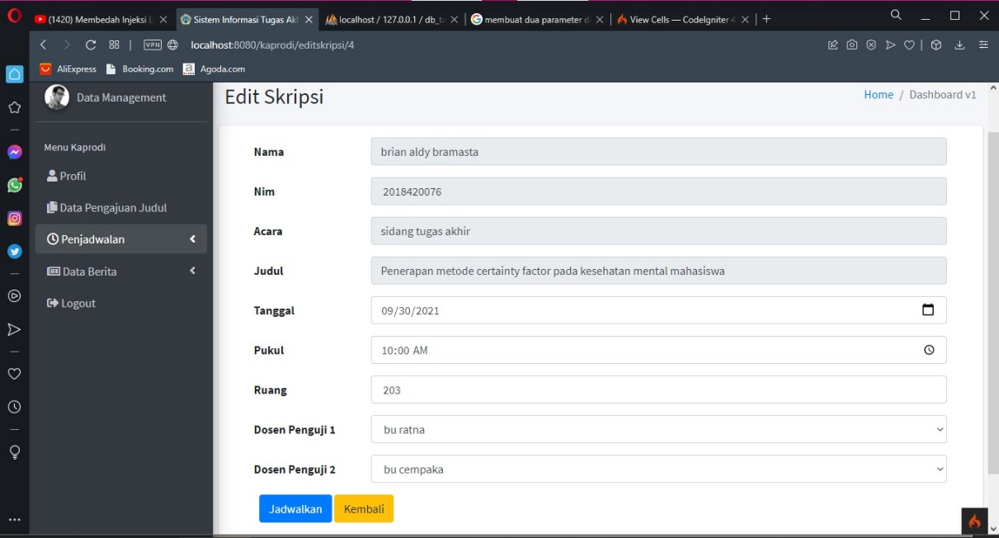 (1420) Membedah Injeksi L
Sistem Informasi Tugas Ak
localhost / 127.0.0.1 / db_ta
membuat dua parameter d
View Cells — CodeIgniter 4
VPN
localhost:8080/kaprodi/editskripsi/4
AliExpress
Booking.com
Agoda.com
Data Management
Edit Skripsi
Home / Dashboard v1
Menu Kaprodi
Profil
Data Pengajuan Judul
Penjadwalan
Data Berita
Logout
Nama
brian aldy bramasta
Nim
2018420076
Acara
sidang tugas akhir
Judul
Penerapan metode certainty factor pada kesehatan mental mahasiswa
Tanggal
09/30/2021
Pukul
10:00 AM
Ruang
203
Dosen Penguji 1
bu ratna
Dosen Penguji 2
bu cempaka
Jadwalkan
Kembali